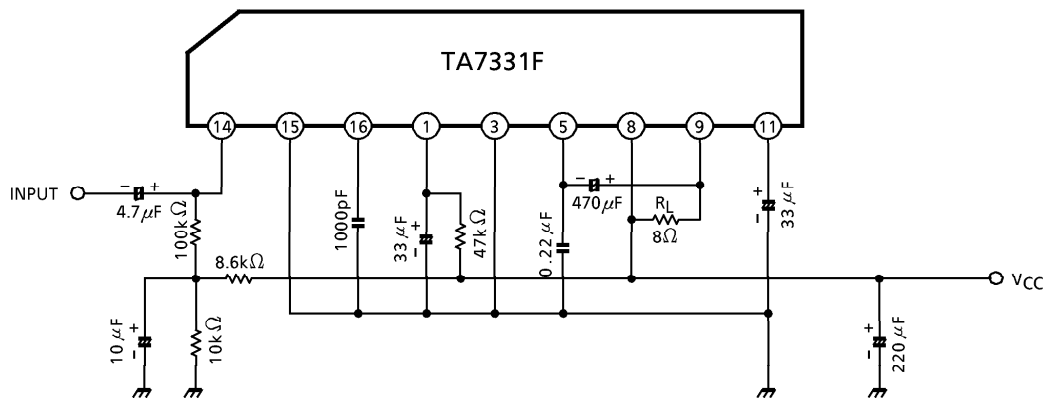 TA7331F
14 15 16 1 3 5 8 9 11
INPUT
- +
4.7μF
100kΩ
1000pF
+
33μF
-
47kΩ
0.22μF
- +
470μF
RL
8Ω
+
33μF
-
8.6kΩ
VCC
+
10μF
-
10kΩ
+
220μF
-